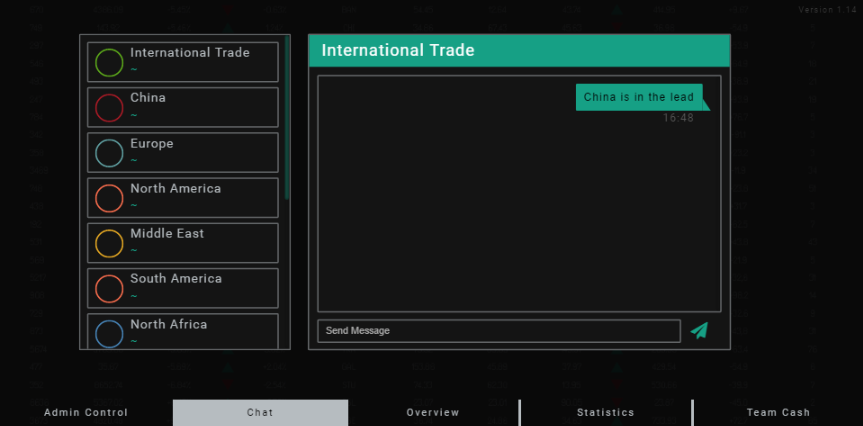 Version 1.14
International Trade
~
China
~
Europe
~
North America
~
Middle East
~
South America
~
North Africa
~
International Trade
China is in the lead
16:48
Send Message
Admin Control
Chat
Overview
Statistics
Team Cash